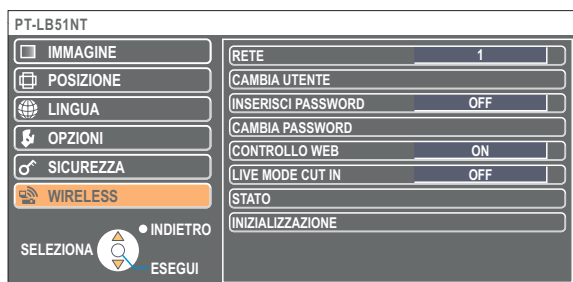 PT-LB51NT
IMMAGINE
POSIZIONE
LINGUA
OPZIONI
SICUREZZA
WIRELESS
INDIETRO
SELEZIONA
ESEGUI
RETE 1
CAMBIA UTENTE
INSERISCI PASSWORD OFF
CAMBIA PASSWORD
CONTROLLO WEB ON
LIVE MODE CUT IN OFF
STATO
INIZIALIZZAZIONE